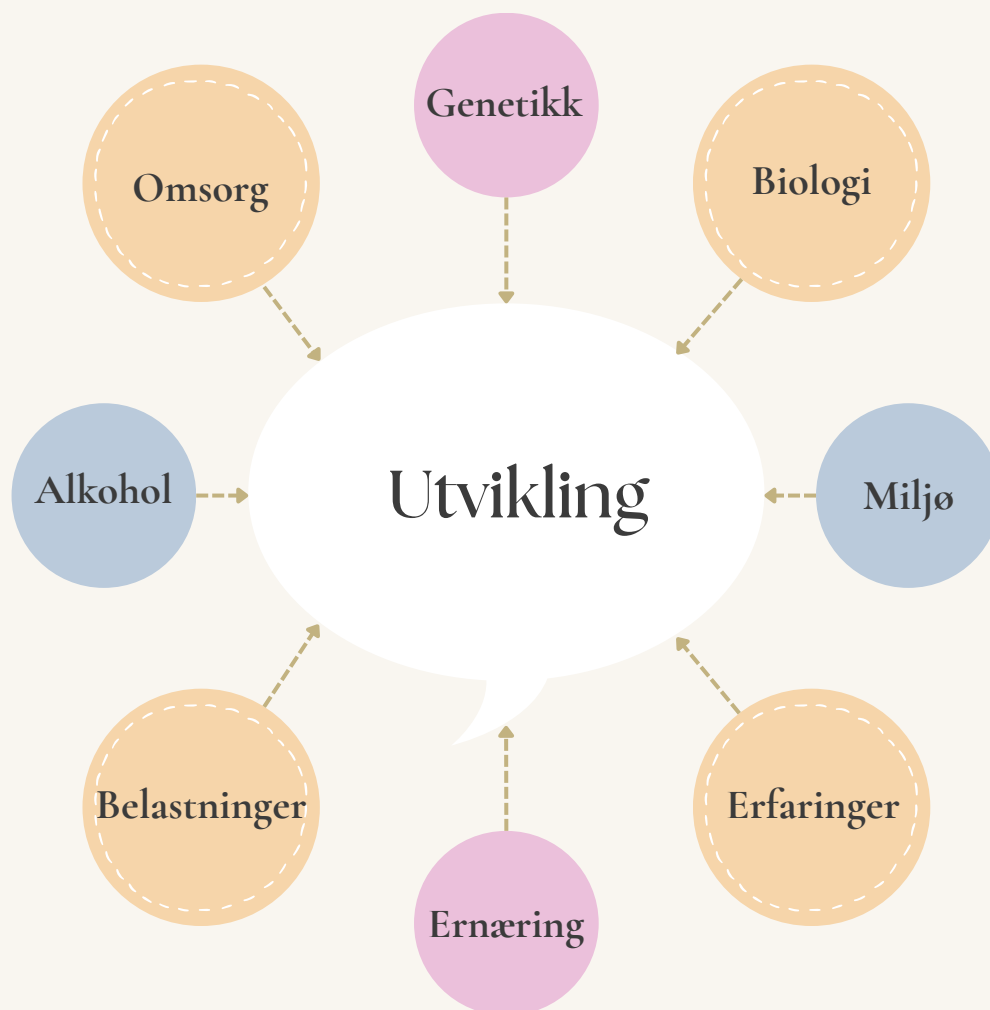 Genetikk
Omsorg
Biologi
Alkohol
Utvikling
Miljø
Belastninger
Erfaringer
Ernæring